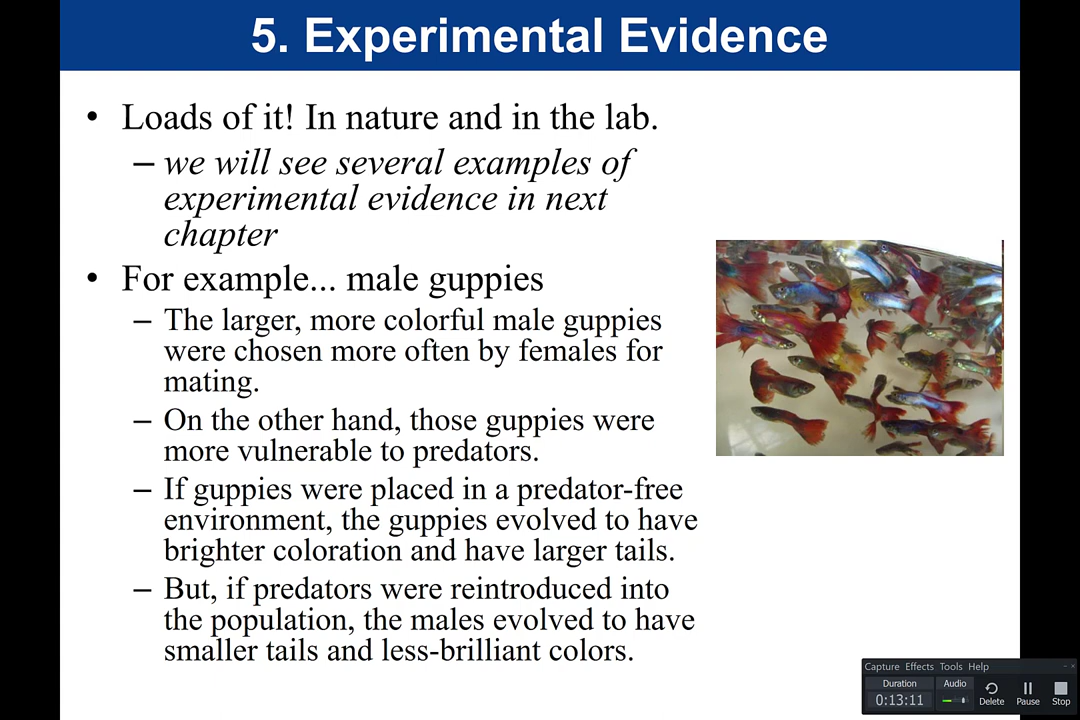 5. Experimental Evidence
• Loads of it! In nature and in the lab.
– we will see several examples of
experimental evidence in next
chapter
• For example... male guppies
– The larger, more colorful male guppies
were chosen more often by females for
mating.
– On the other hand, those guppies were
more vulnerable to predators.
– If guppies were placed in a predator-free
environment, the guppies evolved to have
brighter coloration and have larger tails.
– But, if predators were reintroduced into
the population, the males evolved to have
smaller tails and less-brilliant colors.
Capture Effects Tools Help
Duration Audio
0:13:11 Delete Pause Stop